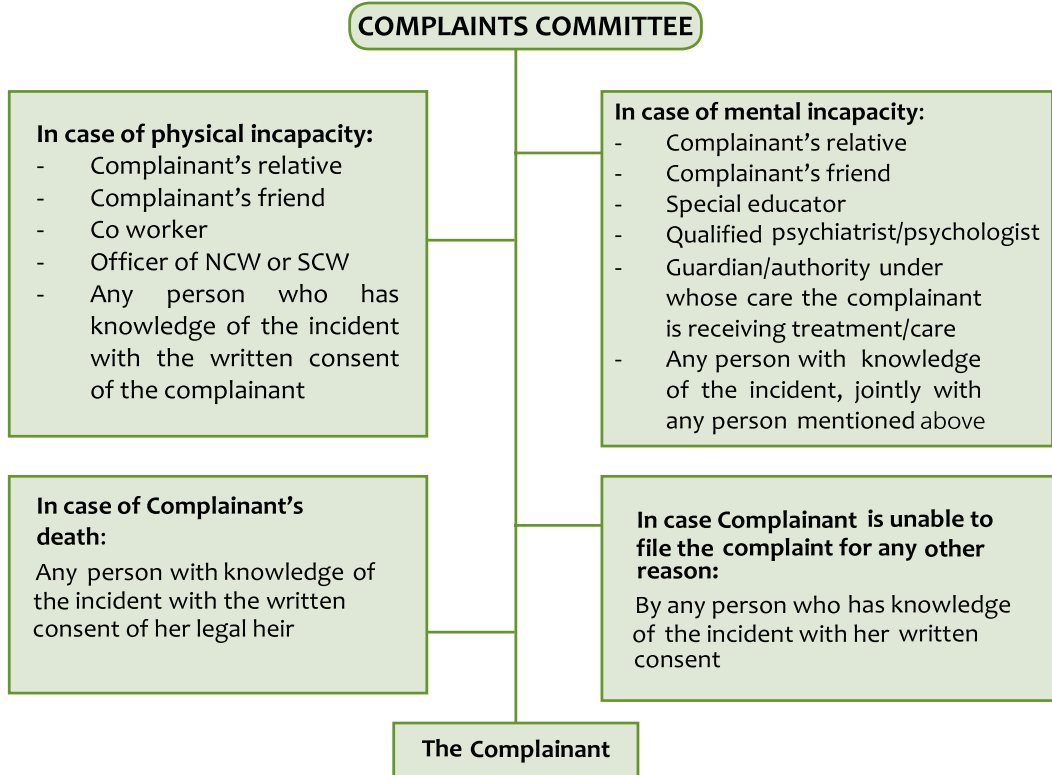 COMPLAINTS COMMITTEE
In case of physical incapacity:
- Complainant's relative
- Complainant's friend
- Co worker
- Officer of NCW or SCW
- Any person who has
knowledge of the incident
with the written consent
of the complainant
In case of mental incapacity:
- Complainant's relative
- Complainant's friend
- Special educator
- Qualified psychiatrist/psychologist
- Guardian/authority under
whose care the complainant
is receiving treatment/care
- Any person with knowledge
of the incident, jointly with
any person mentioned above
In case of Complainant's
death:
Any person with knowledge of
the incident with the written
consent of her legal heir
In case Complainant is unable to
file the complaint for any other
reason:
By any person who has knowledge
of the incident with her written
consent
The Complainant